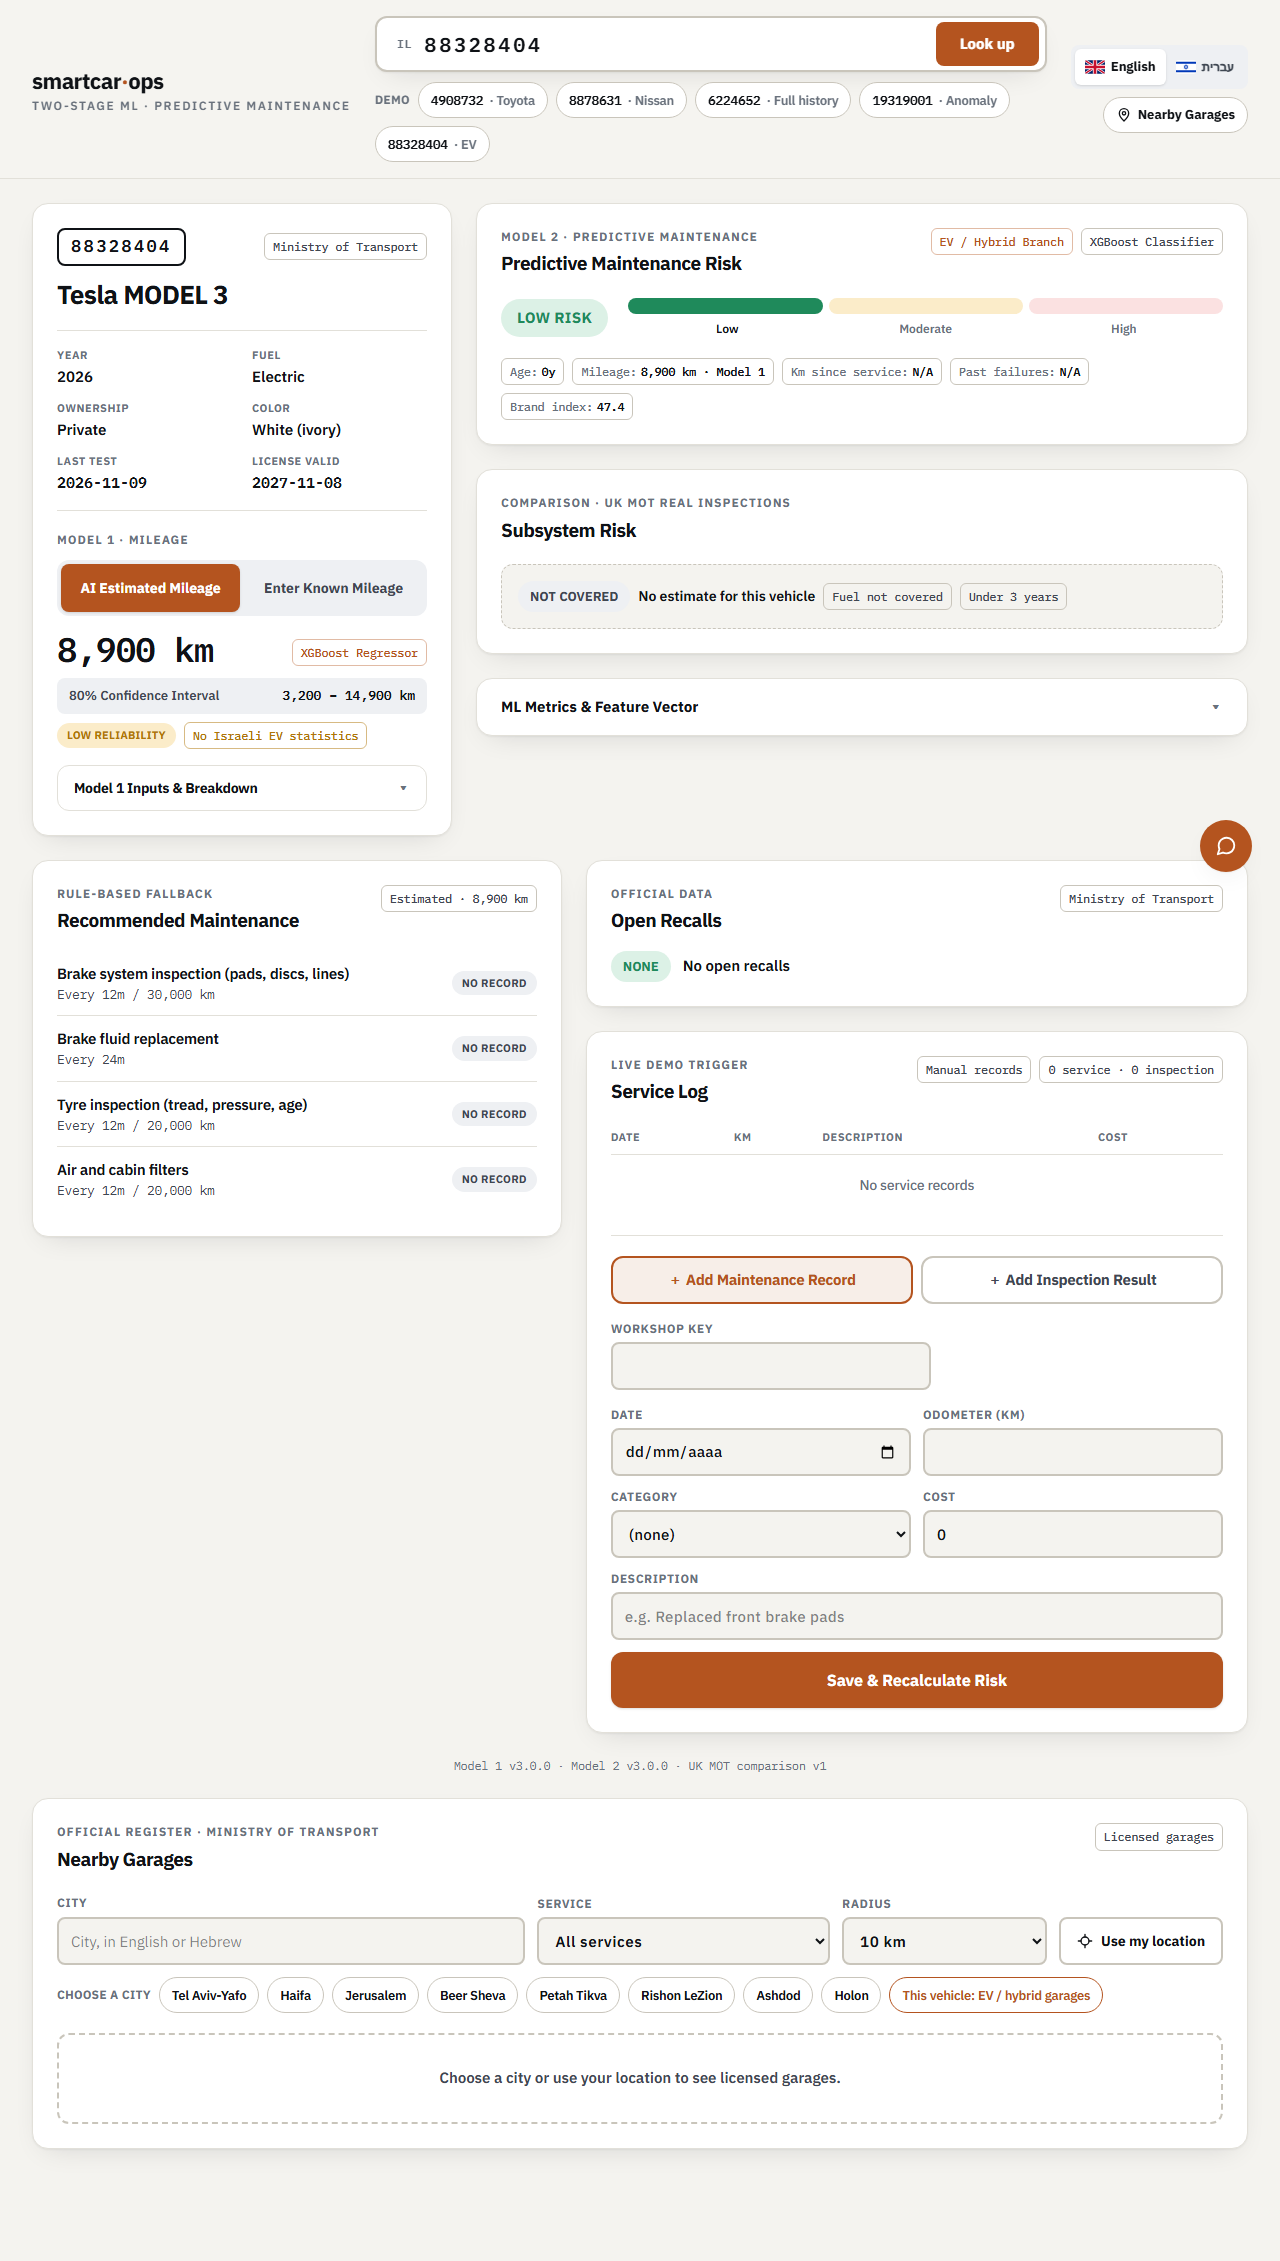 smartcar·ops
TWO-STAGE ML · PREDICTIVE MAINTENANCE
IL 88328404
Look up
DEMO 4908732 · Toyota 8878631 · Nissan 6224652 · Full history 19319001 · Anomaly
88328404 · EV
English עברית
Nearby Garages
88328404
Ministry of Transport
Tesla MODEL 3
YEAR FUEL
2026 Electric
OWNERSHIP COLOR
Private White (ivory)
LAST TEST LICENSE VALID
2026-11-09 2027-11-08
MODEL 1 · MILEAGE
AI Estimated Mileage Enter Known Mileage
8,900 km XGBoost Regressor
80% Confidence Interval 3,200 – 14,900 km
LOW RELIABILITY No Israeli EV statistics
Model 1 Inputs & Breakdown
MODEL 2 · PREDICTIVE MAINTENANCE
Predictive Maintenance Risk
EV / Hybrid Branch XGBoost Classifier
LOW RISK
Low Moderate High
Age: 0y Mileage: 8,900 km · Model 1 Km since service: N/A Past failures: N/A
Brand index: 47.4
COMPARISON · UK MOT REAL INSPECTIONS
Subsystem Risk
NOT COVERED No estimate for this vehicle Fuel not covered Under 3 years
ML Metrics & Feature Vector
RULE-BASED FALLBACK
Recommended Maintenance
Estimated · 8,900 km
Brake system inspection (pads, discs, lines)
Every 12m / 30,000 km
NO RECORD
Brake fluid replacement
Every 24m
NO RECORD
Tyre inspection (tread, pressure, age)
Every 12m / 20,000 km
NO RECORD
Air and cabin filters
Every 12m / 20,000 km
NO RECORD
OFFICIAL DATA
Open Recalls
Ministry of Transport
NONE No open recalls
LIVE DEMO TRIGGER
Service Log
Manual records 0 service · 0 inspection
DATE KM DESCRIPTION COST
No service records
+ Add Maintenance Record + Add Inspection Result
WORKSHOP KEY
DATE ODOMETER (KM)
dd/mm/aaaa
CATEGORY COST
(none) 0
DESCRIPTION
e.g. Replaced front brake pads
Save & Recalculate Risk
Model 1 v3.0.0 · Model 2 v3.0.0 · UK MOT comparison v1
OFFICIAL REGISTER · MINISTRY OF TRANSPORT
Nearby Garages
Licensed garages
CITY SERVICE RADIUS
City, in English or Hebrew All services 10 km Use my location
CHOOSE A CITY Tel Aviv-Yafo Haifa Jerusalem Beer Sheva Petah Tikva Rishon LeZion Ashdod Holon This vehicle: EV / hybrid garages
Choose a city or use your location to see licensed garages.